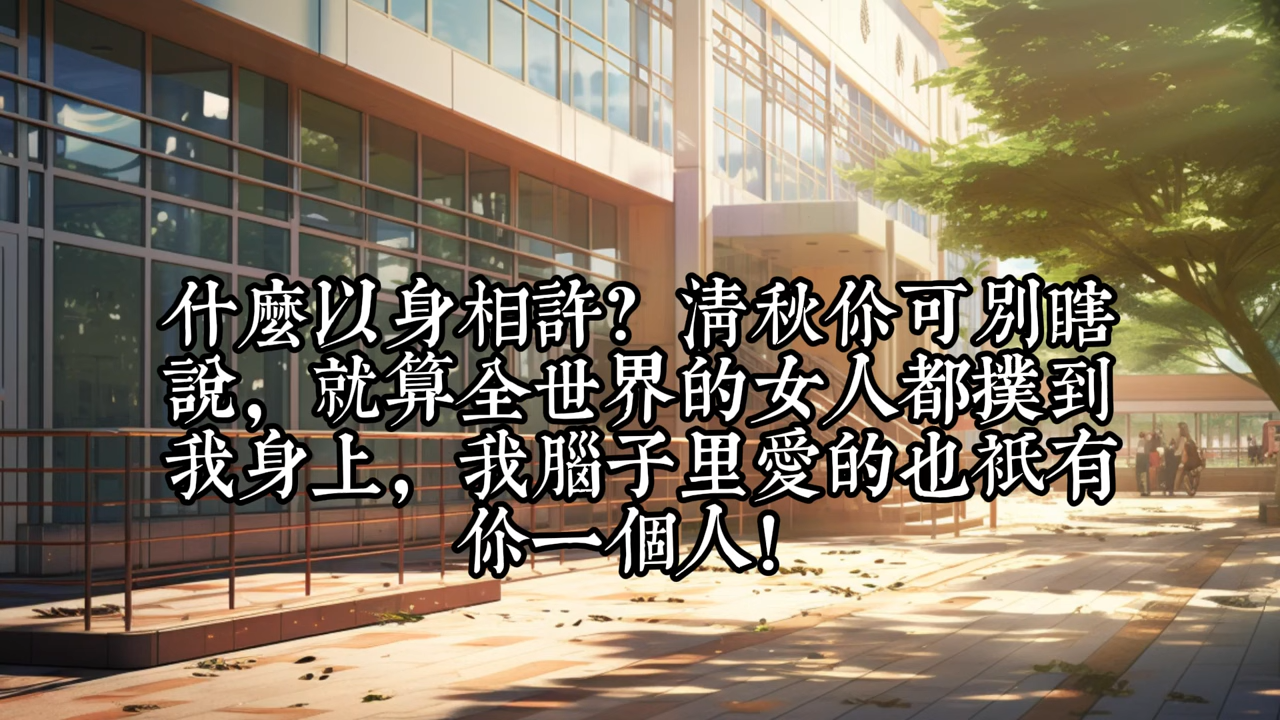 什麼以身相許？清秋你可別瞎
說，就算全世界的女人都撲到
我身上，我腦子里愛的也衹有
你一個人！